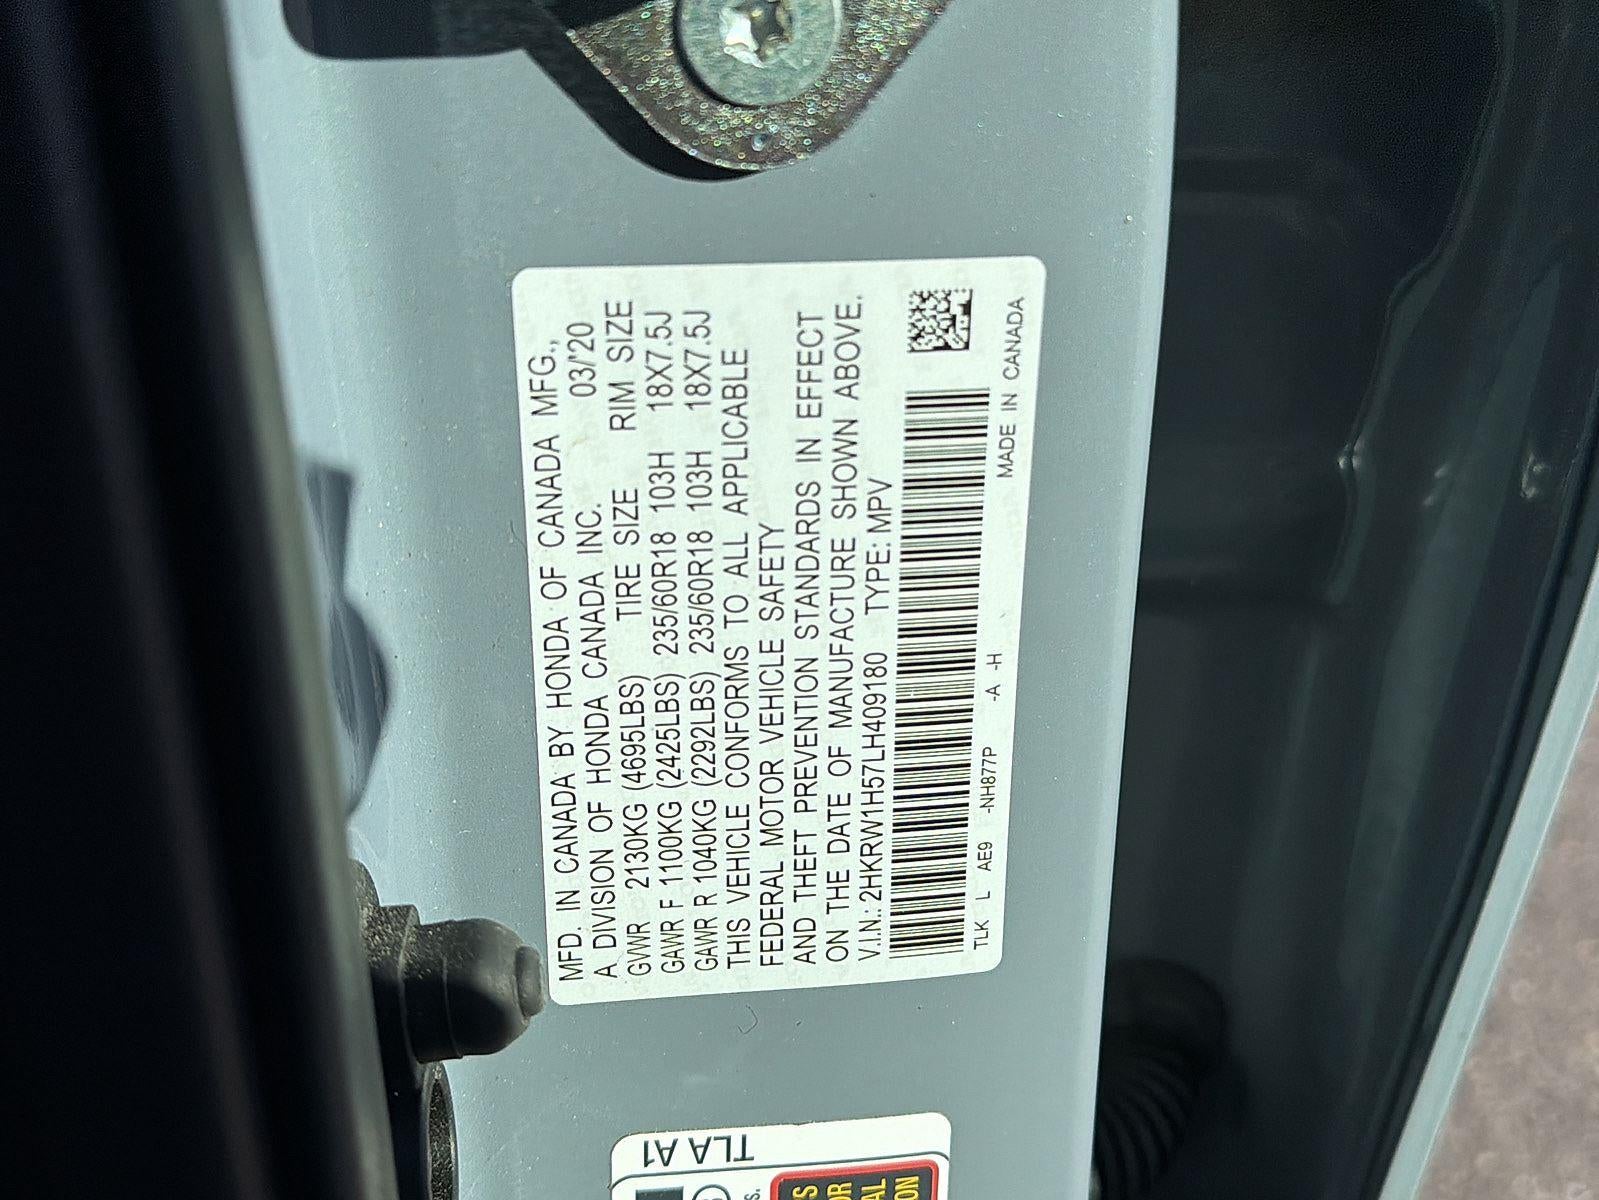 MFD. IN CANADA BY HONDA OF CANADA MFG.,
A DIVISION OF HONDA CANADA INC. 03/'20
GVWR 2130KG (4695LBS) TIRE SIZE RIM SIZE
GAWR F 1100KG (2425LBS) 235/60R18 103H 18X7.5J
GAWR R 1040KG (2292LBS) 235/60R18 103H 18X7.5J
THIS VEHICLE CONFORMS TO ALL APPLICABLE
FEDERAL MOTOR VEHICLE SAFETY
AND THEFT PREVENTION STANDARDS IN EFFECT
ON THE DATE OF MANUFACTURE SHOWN ABOVE.
V.I.N.: 2HKRW1H57LH409180 TYPE: MPV
TLK L AE9 -NH877P -A -H
MADE IN CANADA
TLA A1